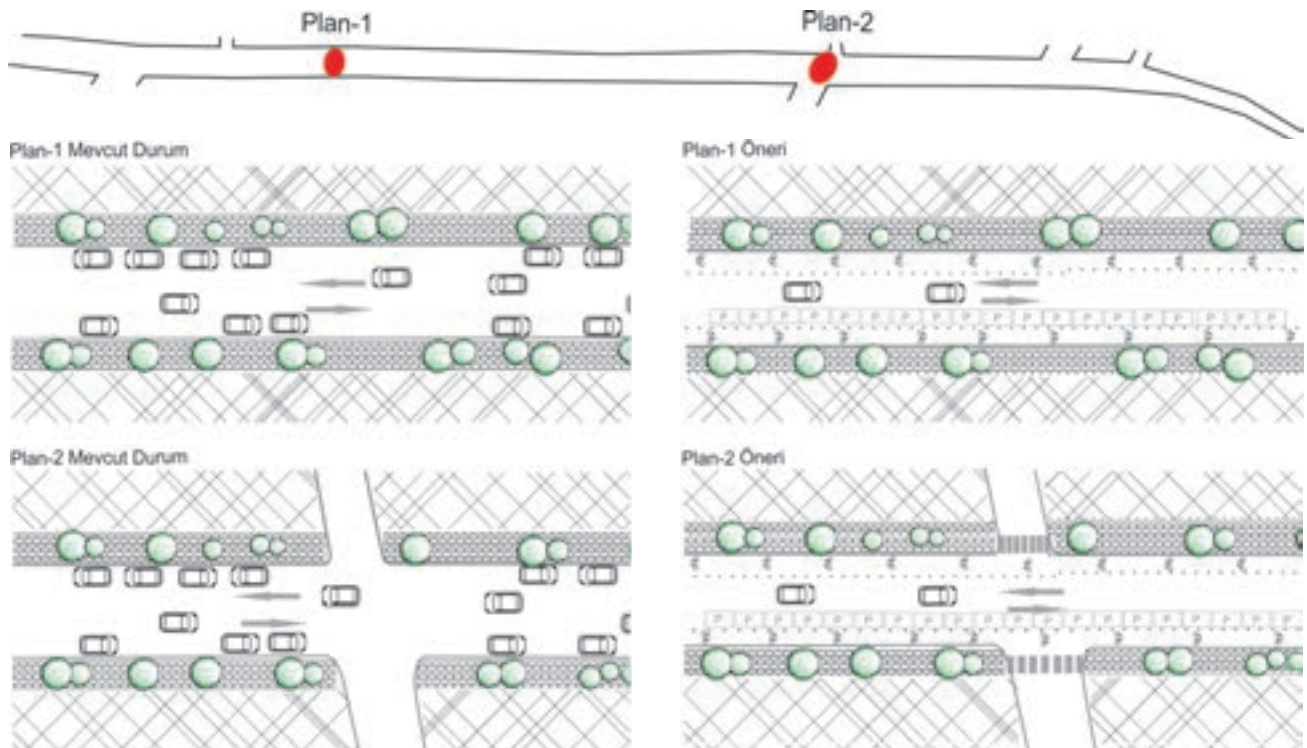 Plan-1
Plan-2
Plan-1 Mevcut Durum
Plan-1 Öneri
P P P P P P P P P P P P P P P P P P P P
Plan-2 Mevcut Durum
Plan-2 Öneri